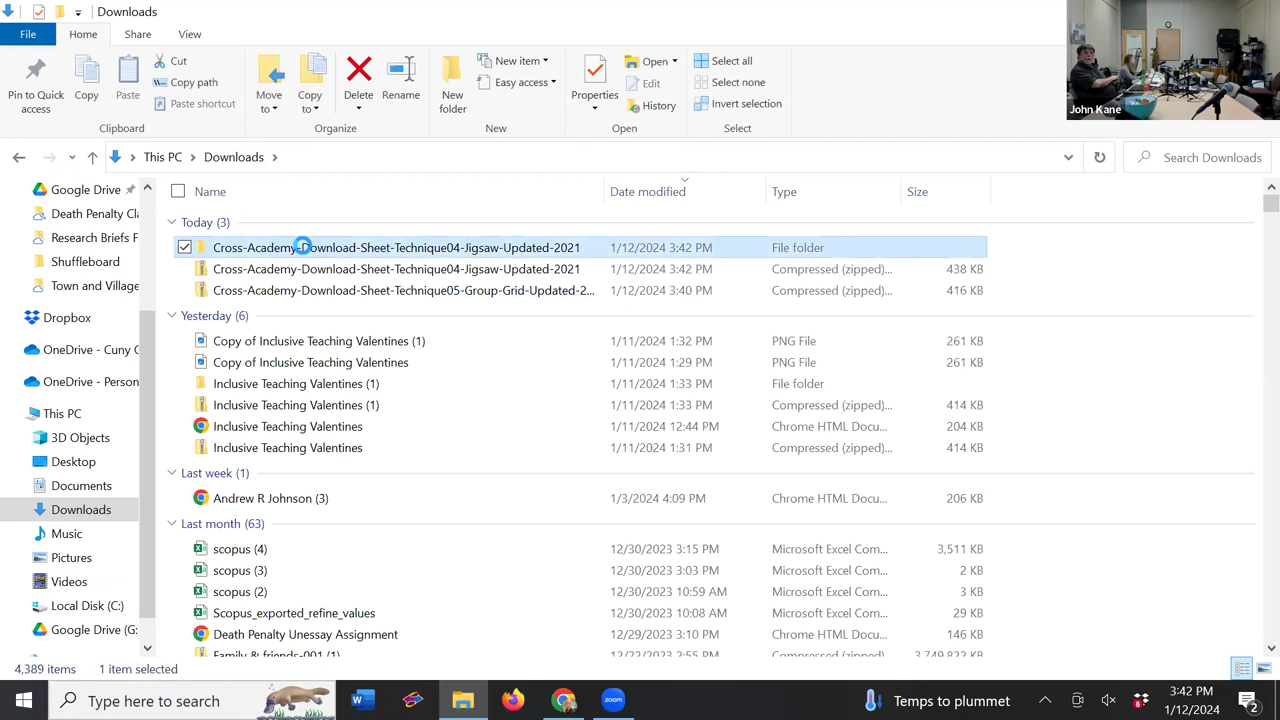 Downloads
File
Home
Share
View
Pin to Quick access
Copy
Paste
Cut
Copy path
Paste shortcut
Clipboard
Move to
Copy to
Delete
Rename
Organize
New folder
New item
Easy access
New
Properties
Open
Edit
History
Open
Select all
Select none
Invert selection
Select
John Kane
This PC
Downloads
Search Downloads
Google Drive
Death Penalty Cla
Research Briefs F
Shuffleboard
Town and Village
Dropbox
OneDrive - Cuny C
OneDrive - Person
This PC
3D Objects
Desktop
Documents
Downloads
Music
Pictures
Videos
Local Disk (C:)
Google Drive (G:
Name Date modified Type Size
Today (3)
Cross-Academy-Download-Sheet-Technique04-Jigsaw-Updated-2021 1/12/2024 3:42 PM File folder
Cross-Academy-Download-Sheet-Technique04-Jigsaw-Updated-2021 1/12/2024 3:42 PM Compressed (zipped)... 438 KB
Cross-Academy-Download-Sheet-Technique05-Group-Grid-Updated-2... 1/12/2024 3:40 PM Compressed (zipped)... 416 KB
Yesterday (6)
Copy of Inclusive Teaching Valentines (1) 1/11/2024 1:32 PM PNG File 261 KB
Copy of Inclusive Teaching Valentines 1/11/2024 1:29 PM PNG File 261 KB
Inclusive Teaching Valentines (1) 1/11/2024 1:33 PM File folder
Inclusive Teaching Valentines (1) 1/11/2024 1:33 PM Compressed (zipped)... 414 KB
Inclusive Teaching Valentines 1/11/2024 12:44 PM Chrome HTML Docu... 204 KB
Inclusive Teaching Valentines 1/11/2024 1:31 PM Compressed (zipped)... 414 KB
Last week (1)
Andrew R Johnson (3) 1/3/2024 4:09 PM Chrome HTML Docu... 206 KB
Last month (63)
scopus (4) 12/30/2023 3:15 PM Microsoft Excel Com... 3,511 KB
scopus (3) 12/30/2023 3:03 PM Microsoft Excel Com... 2 KB
scopus (2) 12/30/2023 10:59 AM Microsoft Excel Com... 3 KB
Scopus_exported_refine_values 12/30/2023 10:08 AM Microsoft Excel Com... 29 KB
Death Penalty Unessay Assignment 12/29/2023 3:10 PM Chrome HTML Docu... 146 KB
Family & friends-001 (1) 12/22/2023 2:55 PM Compressed (zipped)... 3,749,822 KB
4,389 items 1 item selected
Type here to search
Temps to plummet
3:42 PM
1/12/2024
2